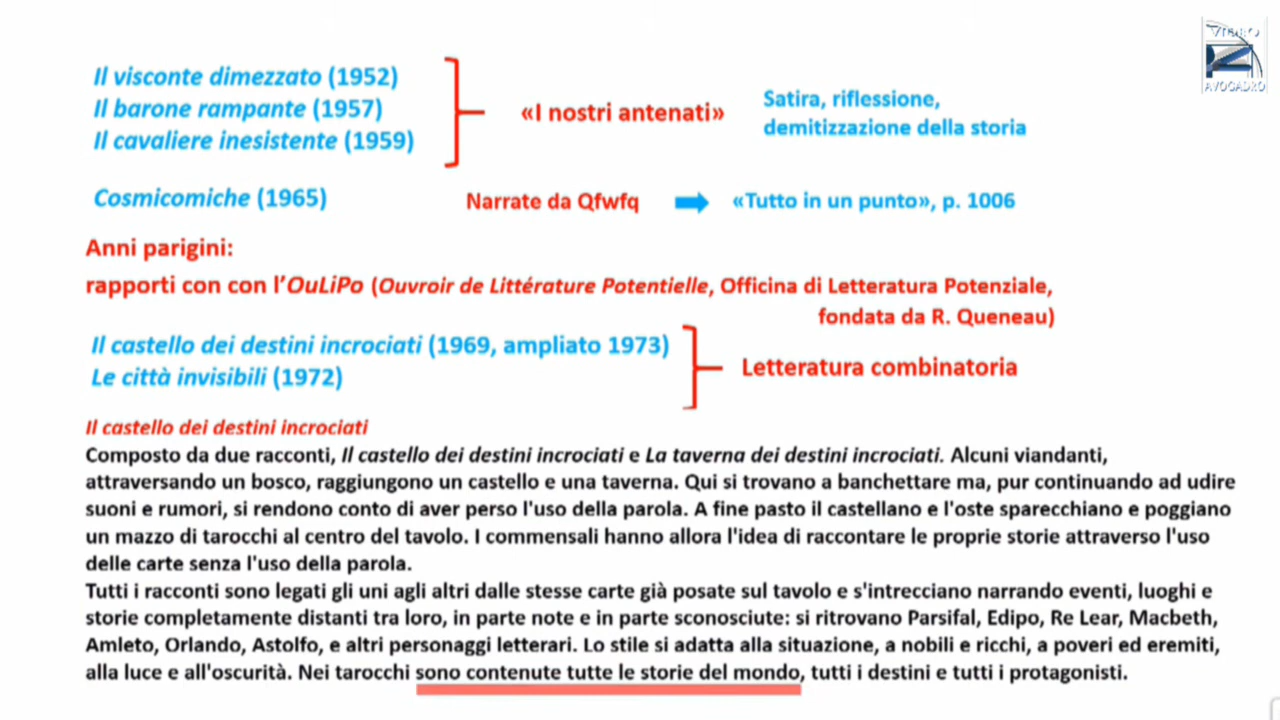 VIDEO
AVOGADRO
Il visconte dimezzato (1952)
Il barone rampante (1957)
Il cavaliere inesistente (1959)
«I nostri antenati»
Satira, riflessione,
demitizzazione della storia
Cosmicomiche (1965)
Narrate da Qfwfq
«Tutto in un punto», p. 1006
Anni parigini:
rapporti con con l’OuLiPo (Ouvroir de Littérature Potentielle, Officina di Letteratura Potenziale,
fondata da R. Queneau)
Il castello dei destini incrociati (1969, ampliato 1973)
Le città invisibili (1972)
Letteratura combinatoria
Il castello dei destini incrociati
Composto da due racconti, Il castello dei destini incrociati e La taverna dei destini incrociati. Alcuni viandanti,
attraversando un bosco, raggiungono un castello e una taverna. Qui si trovano a banchettare ma, pur continuando ad udire
suoni e rumori, si rendono conto di aver perso l'uso della parola. A fine pasto il castellano e l'oste sparecchiano e poggiano
un mazzo di tarocchi al centro del tavolo. I commensali hanno allora l'idea di raccontare le proprie storie attraverso l'uso
delle carte senza l'uso della parola.
Tutti i racconti sono legati gli uni agli altri dalle stesse carte già posate sul tavolo e s'intrecciano narrando eventi, luoghi e
storie completamente distanti tra loro, in parte note e in parte sconosciute: si ritrovano Parsifal, Edipo, Re Lear, Macbeth,
Amleto, Orlando, Astolfo, e altri personaggi letterari. Lo stile si adatta alla situazione, a nobili e ricchi, a poveri ed eremiti,
alla luce e all'oscurità. Nei tarocchi sono contenute tutte le storie del mondo, tutti i destini e tutti i protagonisti.